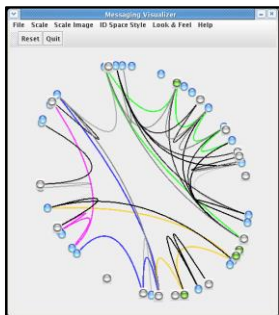 Messaging Visualizer
File Scale Scale Image ID Space Style Look & Feel Help
Reset Quit